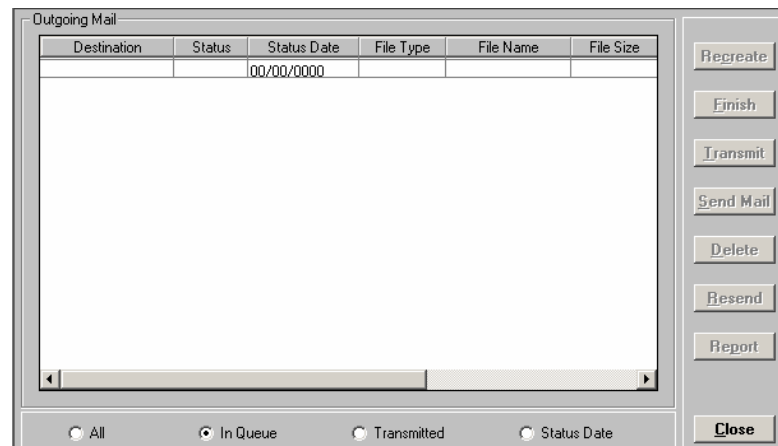 Outgoing Mail
Destination Status Status Date File Type File Name File Size
00/00/0000
Recreate
Finish
Transmit
Send Mail
Delete
Resend
Report
All In Queue Transmitted Status Date
Close